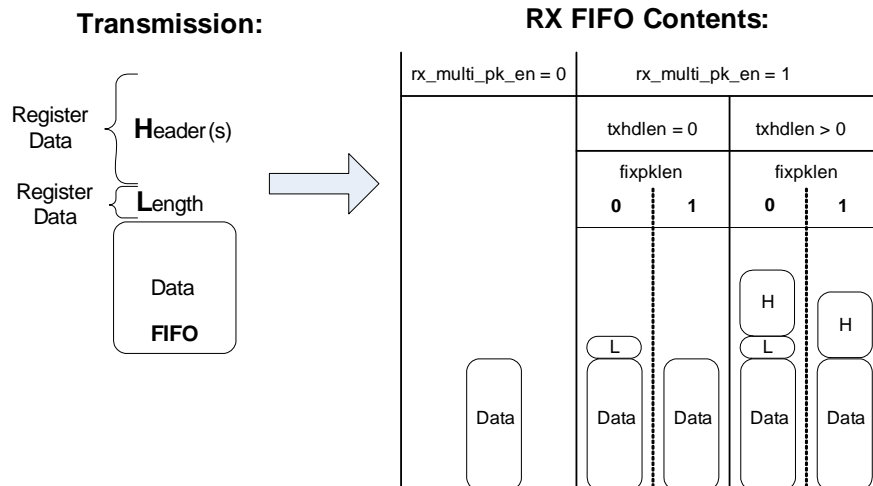 Transmission:
RX FIFO Contents:
Register
Data
Header(s)
Register
Data
Length
Data
FIFO
rx_multi_pk_en = 0
rx_multi_pk_en = 1
txhdlen = 0
txhdlen > 0
fixpklen
fixpklen
0
1
0
1
H
H
L
L
Data
Data
Data
Data
Data